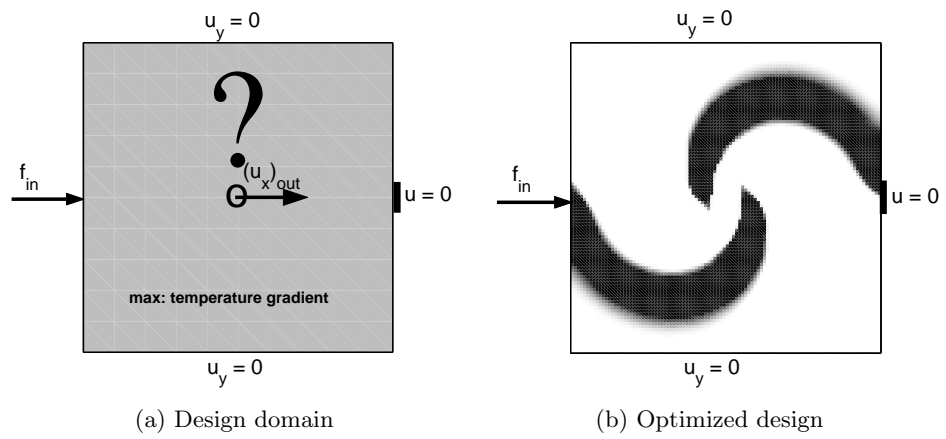 u_y = 0
u_y = 0
?
f_in
(u_x)_out
u = 0
f_in
u = 0
max: temperature gradient
u_y = 0
u_y = 0
(a) Design domain
(b) Optimized design